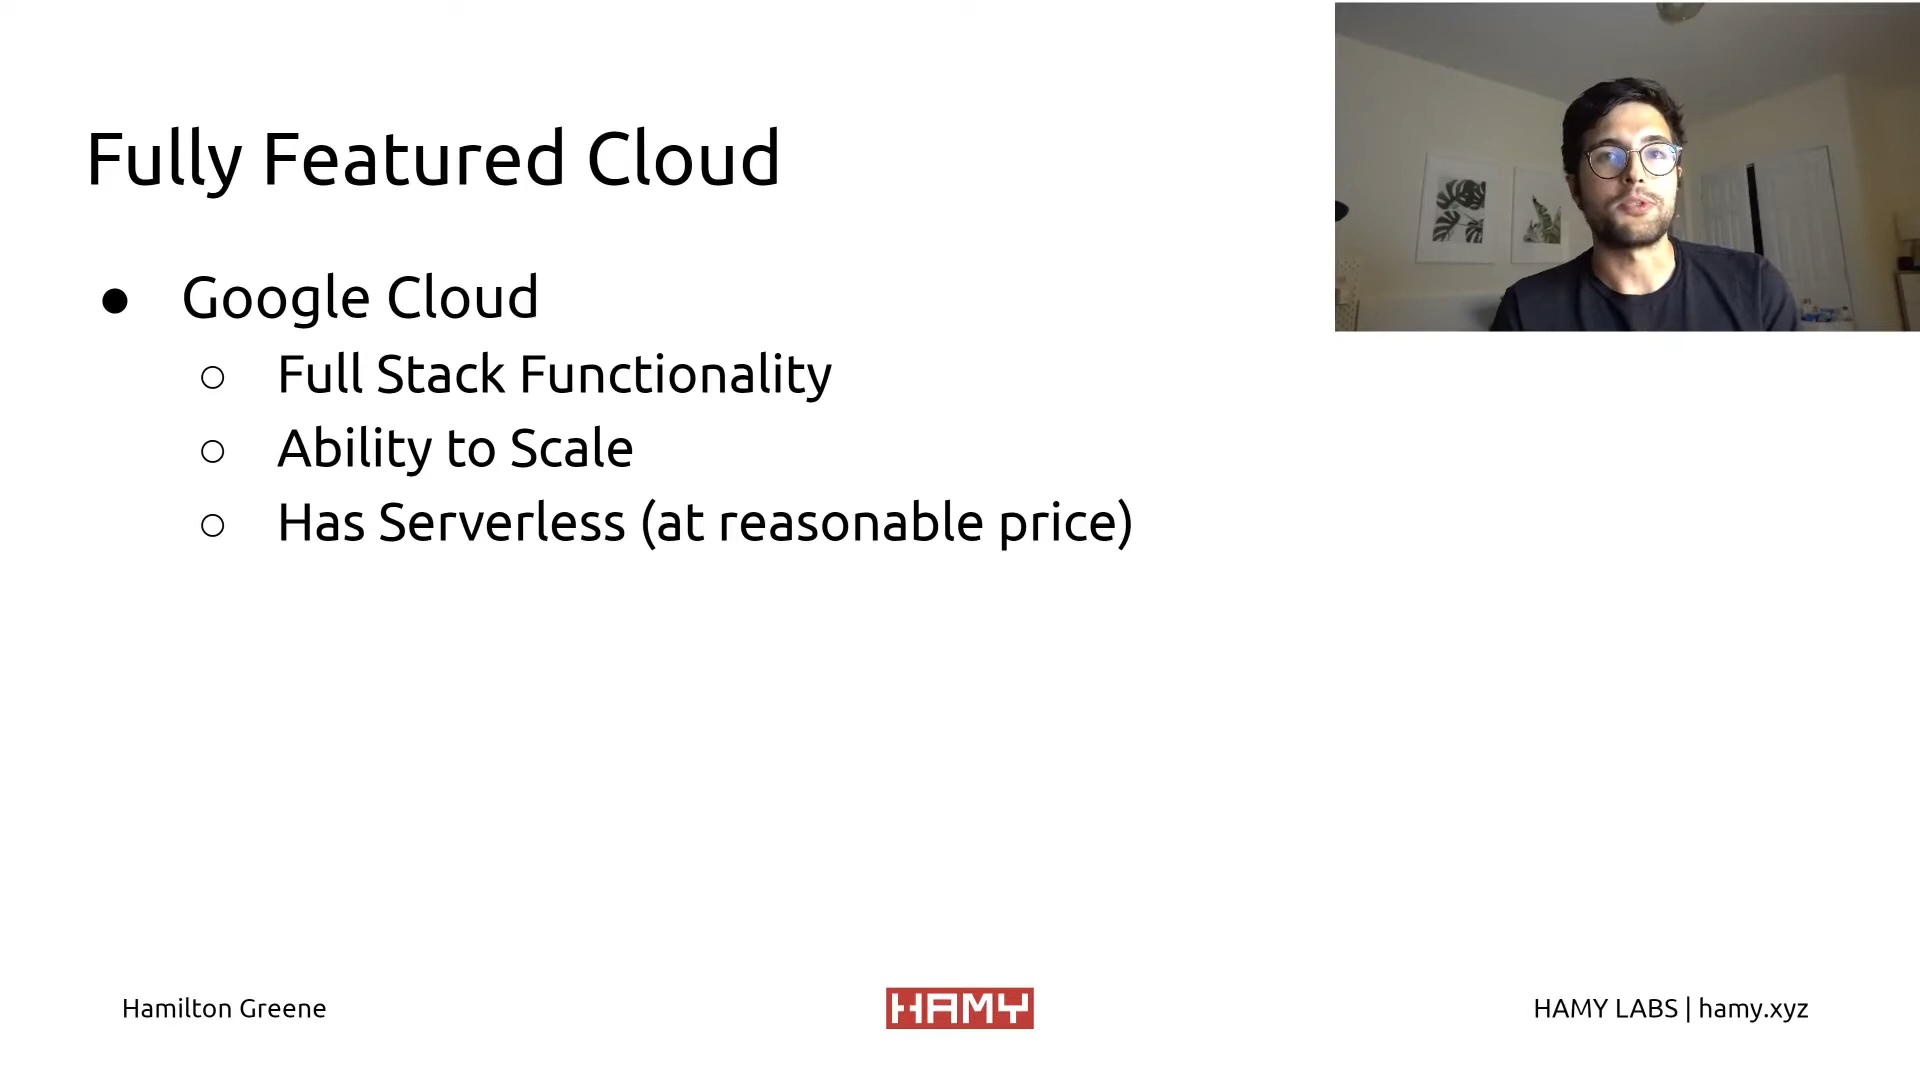 Fully Featured Cloud
● Google Cloud
○ Full Stack Functionality
○ Ability to Scale
○ Has Serverless (at reasonable price)
Hamilton Greene
HAMY
HAMY LABS | hamy.xyz